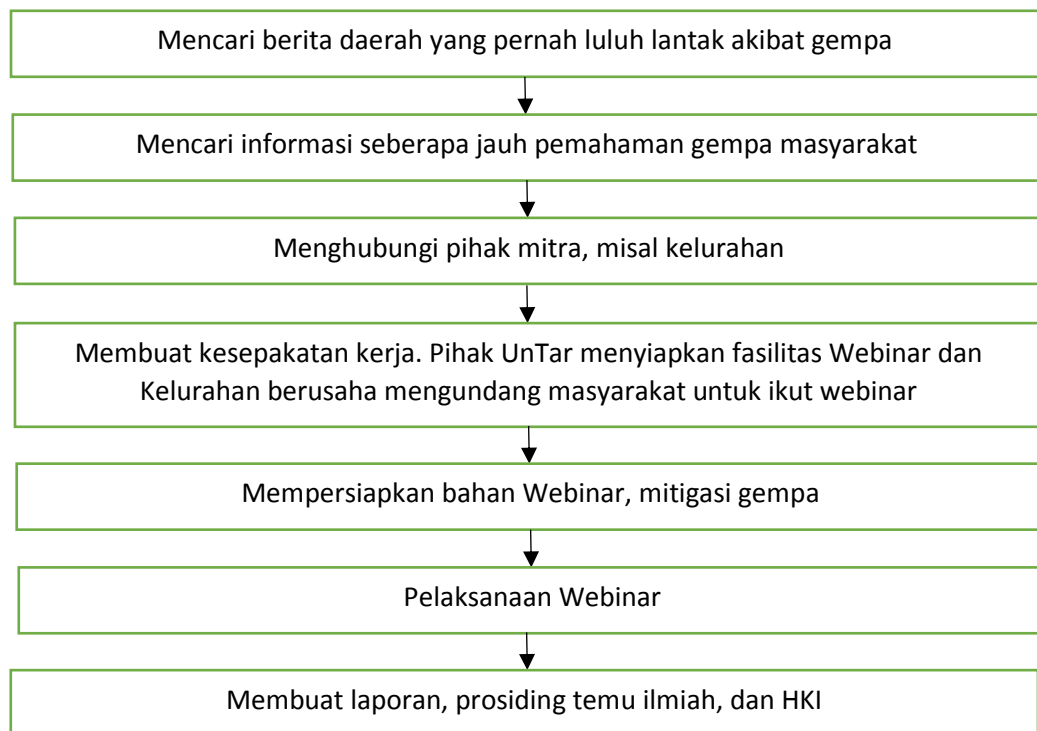 Mencari berita daerah yang pernah luluh lantak akibat gempa
Mencari informasi seberapa jauh pemahaman gempa masyarakat
Menghubungi pihak mitra, misal kelurahan
Membuat kesepakatan kerja. Pihak UnTar menyiapkan fasilitas Webinar dan
Kelurahan berusaha mengundang masyarakat untuk ikut webinar
Mempersiapkan bahan Webinar, mitigasi gempa
Pelaksanaan Webinar
Membuat laporan, prosiding temu ilmiah, dan HKI